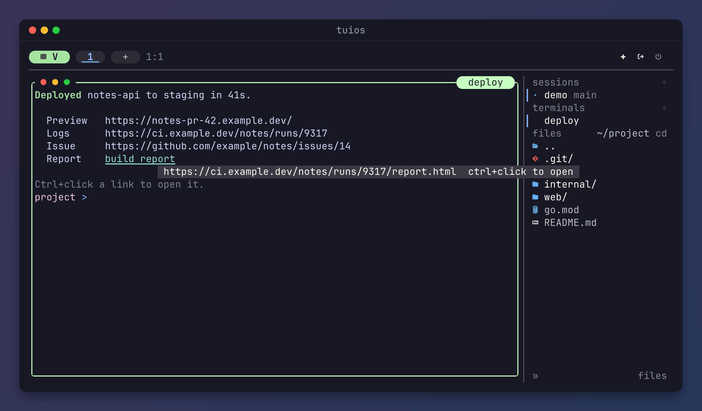 tuios
V 1 + 1:1
deploy
Deployed notes-api to staging in 41s.
Preview https://notes-pr-42.example.dev/
Logs https://ci.example.dev/notes/runs/9317
Issue https://github.com/example/notes/issues/14
Report build report
https://ci.example.dev/notes/runs/9317/report.html ctrl+click to open
Ctrl+click a link to open it.
project >
sessions +
· demo main
terminals +
deploy
files ~/project cd
..
.git/
internal/
web/
go.mod
README.md
» files